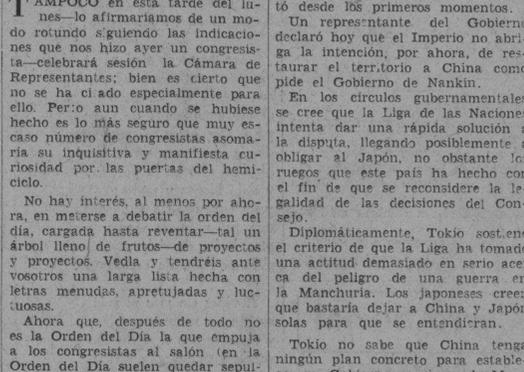 TAMPOCO en esta tarde del lu-
nes—lo afirmaríamos de un mo-
do rotundo siguiendo las indicacio-
nes que nos hizo ayer un congresis-
ta—celebrará sesión la Cámara de
Representantes; bien es cierto que
no se ha ci ado especialmente para
ello. Per:o aun cuando se hubiese
hecho es lo más seguro que muy es-
caso número de congresistas asoma-
ría su inquisitiva y manifiesta cu-
riosidad por las puertas del hemi-
ciclo.
No hay interés, al menos por aho-
ra, en meterse a debatir la orden del
día, cargada hasta reventar—tal un
árbol lleno de frutos—de proyectos
y proyectos. Vedla y tendréis ante
vosotros una larga lista hecha con
letras menudas, apretujadas y luc-
tuosas.
Ahora que, después de todo no
es la Orden del Día la que empuja
a los congresistas al salón (en la
Orden del Día suelen quedar sepul-
tó desde los primeros momentos.
Un representante del Gobierno
declaró hoy que el Imperio no abri-
ga la intención, por ahora, de res-
taurar el territorio a China como
pide el Gobierno de Nankin.
En los círculos gubernamentales
se cree que la Liga de las Naciones
intenta dar una rápida solución a
la disputa, llegando posiblemente a
obligar al Japón, no obstante los
ruegos que este país ha hecho con
el fin de que se reconsidere la le-
galidad de las decisiones del Con-
sejo.
Diplomáticamente, Tokio sostiene
el criterio de que la Liga ha tomado
una actitud demasiado en serio acer-
ca del peligro de una guerra en
la Manchuria. Los japoneses creen
que bastaría dejar a China y Japón
solas para que se entendieran.
Tokio no sabe que China tenga
ningún plan concreto para estable-